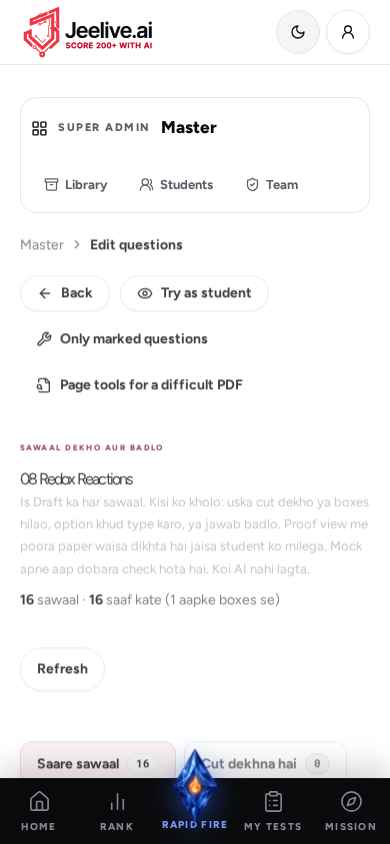 Jeelive.ai
SCORE 200+ WITH AI
SUPER ADMIN Master
Library Students Team
Master > Edit questions
Back Try as student
Only marked questions
Page tools for a difficult PDF
SAWAAL DEKHO AUR BADLO
08 Redox Reactions
Is Draft ka har sawaal. Kisi ko kholo: uska cut dekho ya boxes
hilao, option khud type karo, ya jawab badlo. Proof view me
poora paper waisa dikhta hai jaisa student ko milega. Mock
apne aap dobara check hota hai. Koi AI nahi lagta.
16 sawaal · 16 saaf kate (1 aapke boxes se)
Refresh
Saare sawaal 16 Cut dekhna hai 0
HOME RANK RAPID FIRE MY TESTS MISSION